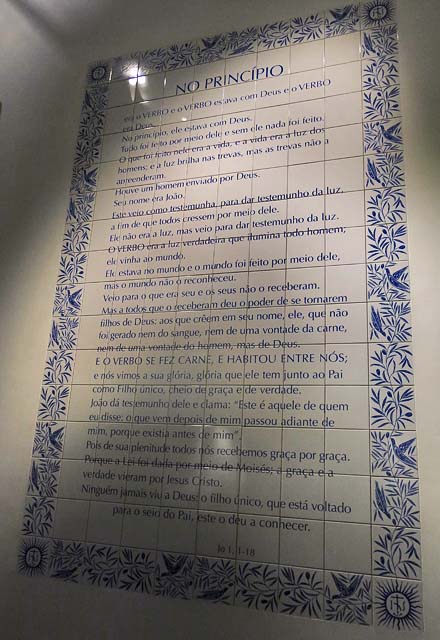 NO PRINCÍPIO
era o VERBO e o VERBO estava com Deus e o VERBO
era Deus.
No princípio, ele estava com Deus.
Tudo foi feito por meio dele e sem ele nada foi feito.
O que foi feito nele era a vida, e a vida era a luz dos
homens; e a luz brilha nas trevas, mas as trevas não a
apreenderam.
Houve um homem enviado por Deus.
Seu nome era João.
Este veio como testemunha, para dar testemunho da luz,
a fim de que todos cressem por meio dele.
Ele não era a luz, mas veio para dar testemunho da luz.
O VERBO era a luz verdadeira que ilumina todo homem;
ele vinha ao mundo.
Ele estava no mundo e o mundo foi feito por meio dele,
mas o mundo não o reconheceu.
Veio para o que era seu e os seus não o receberam.
Mas a todos que o receberam deu o poder de se tornarem
filhos de Deus: aos que crêem em seu nome, ele, que não
foi gerado nem do sangue, nem de uma vontade da carne,
nem de uma vontade do homem, mas de Deus.
E O VERBO SE FEZ CARNE, E HABITOU ENTRE NÓS;
e nós vimos a sua glória, glória que ele tem junto ao Pai
como Filho único, cheio de graça e de verdade.
João dá testemunho dele e clama: "Este é aquele de quem
eu disse: o que vem depois de mim passou adiante de
mim, porque existia antes de mim".
Pois de sua plenitude todos nós recebemos graça por graça.
Porque a Lei foi dada por meio de Moisés; a graça e a
verdade vieram por Jesus Cristo.
Ninguém jamais viu a Deus: o filho único, que está voltado
para o seio do Pai, este o deu a conhecer.
Jo 1, 1-18
IHS
IHS
IHS
IHS